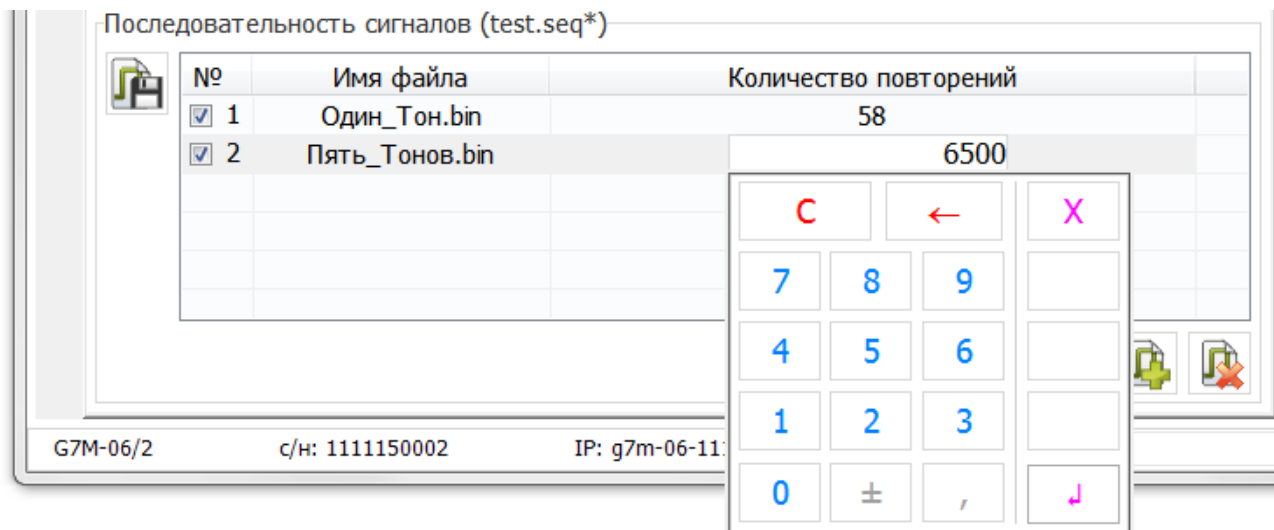 Последовательность сигналов (test.seq*)
№ Имя файла Количество повторений
1 Один_Тон.bin 58
2 Пять_Тонов.bin 6500
C ← X
7 8 9
4 5 6
1 2 3
0 ± , ↲
G7M-06/2 с/н: 1111150002 IP: g7m-06-11